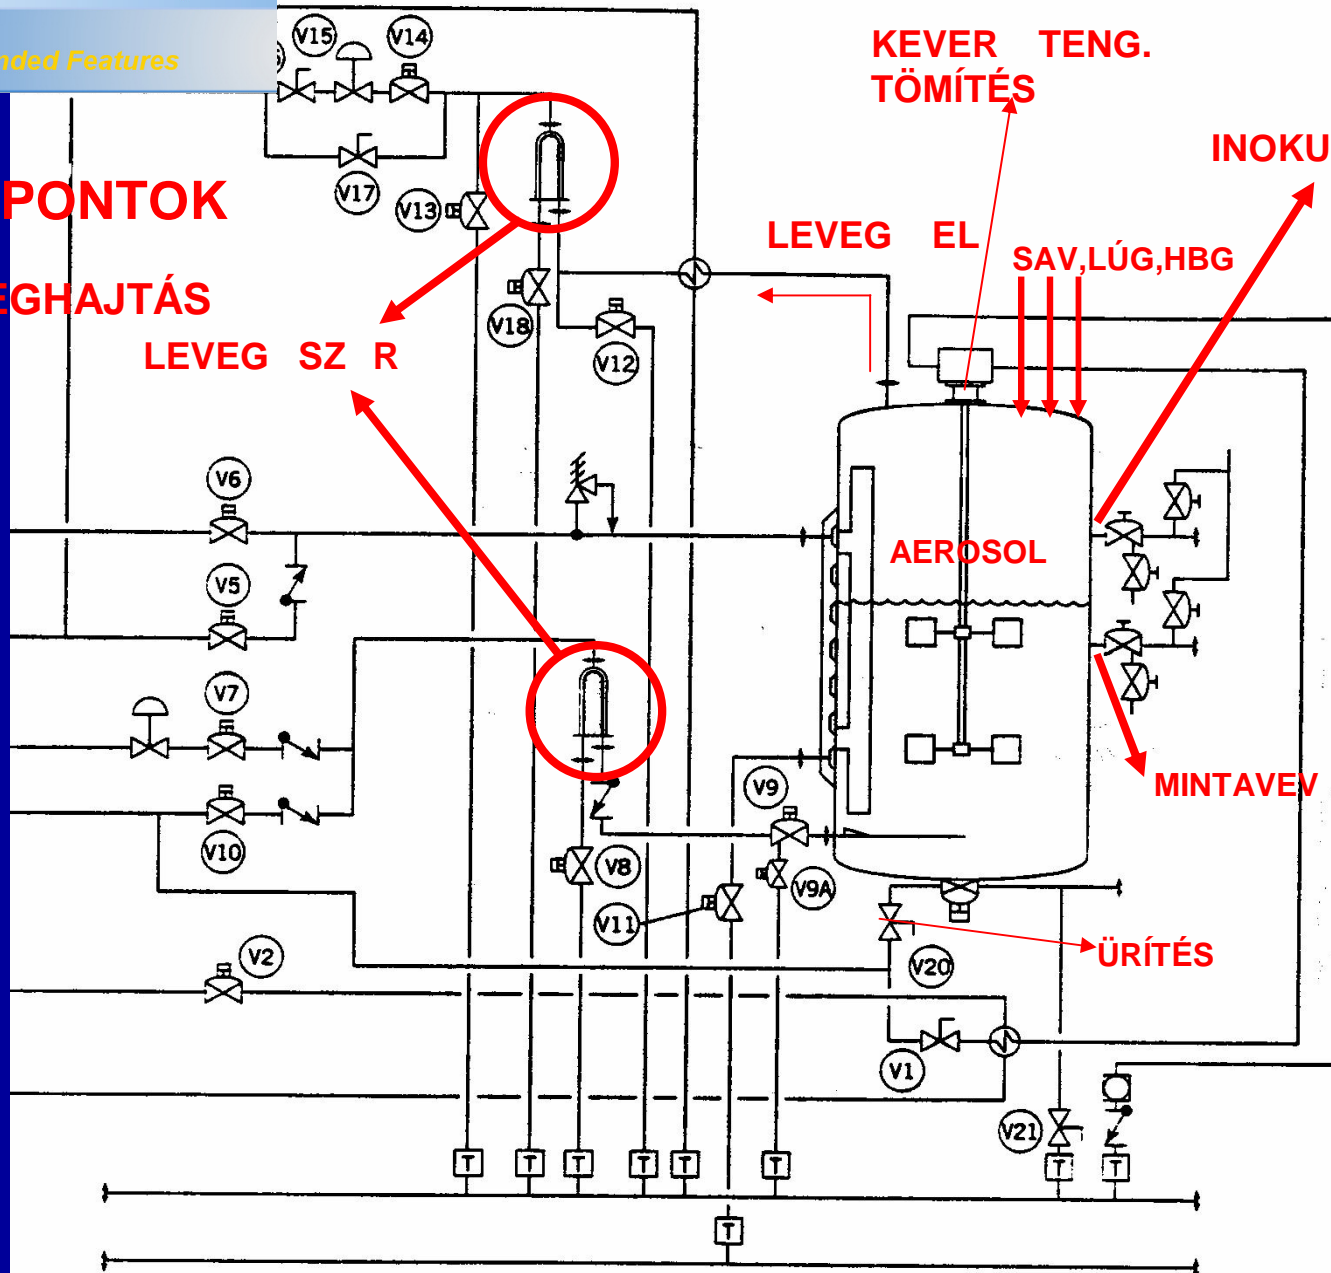 nded Features
V15
V14
KEVER TENG.
TÖMÍTÉS
INOKU
V17
V13
PONTOK
LEVEG EL
SAV,LÚG,HBG
EGHAJTÁS
V18
V12
LEVEG SZ R
V6
AEROSOL
V5
V7
MINTAVEV
V9
V10
V8
V9A
V11
ÜRÍTÉS
V2
V20
V1
V21
T T T T T T T T
T